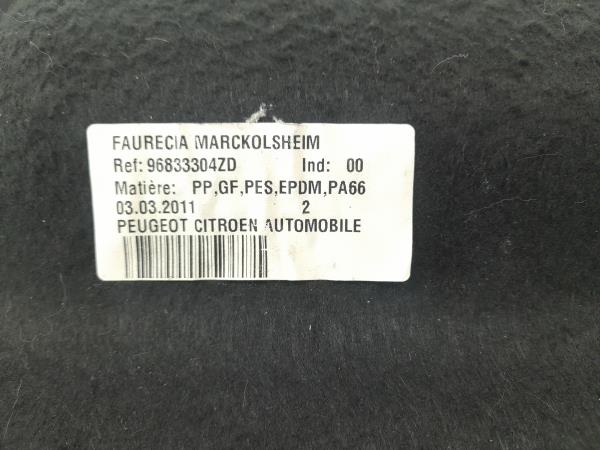 FAURECIA MARCKOLSHEIM
Ref: 96833304ZD Ind: 00
Matière: PP,GF,PES,EPDM,PA66
03.03.2011 2
PEUGEOT CITROEN AUTOMOBILE